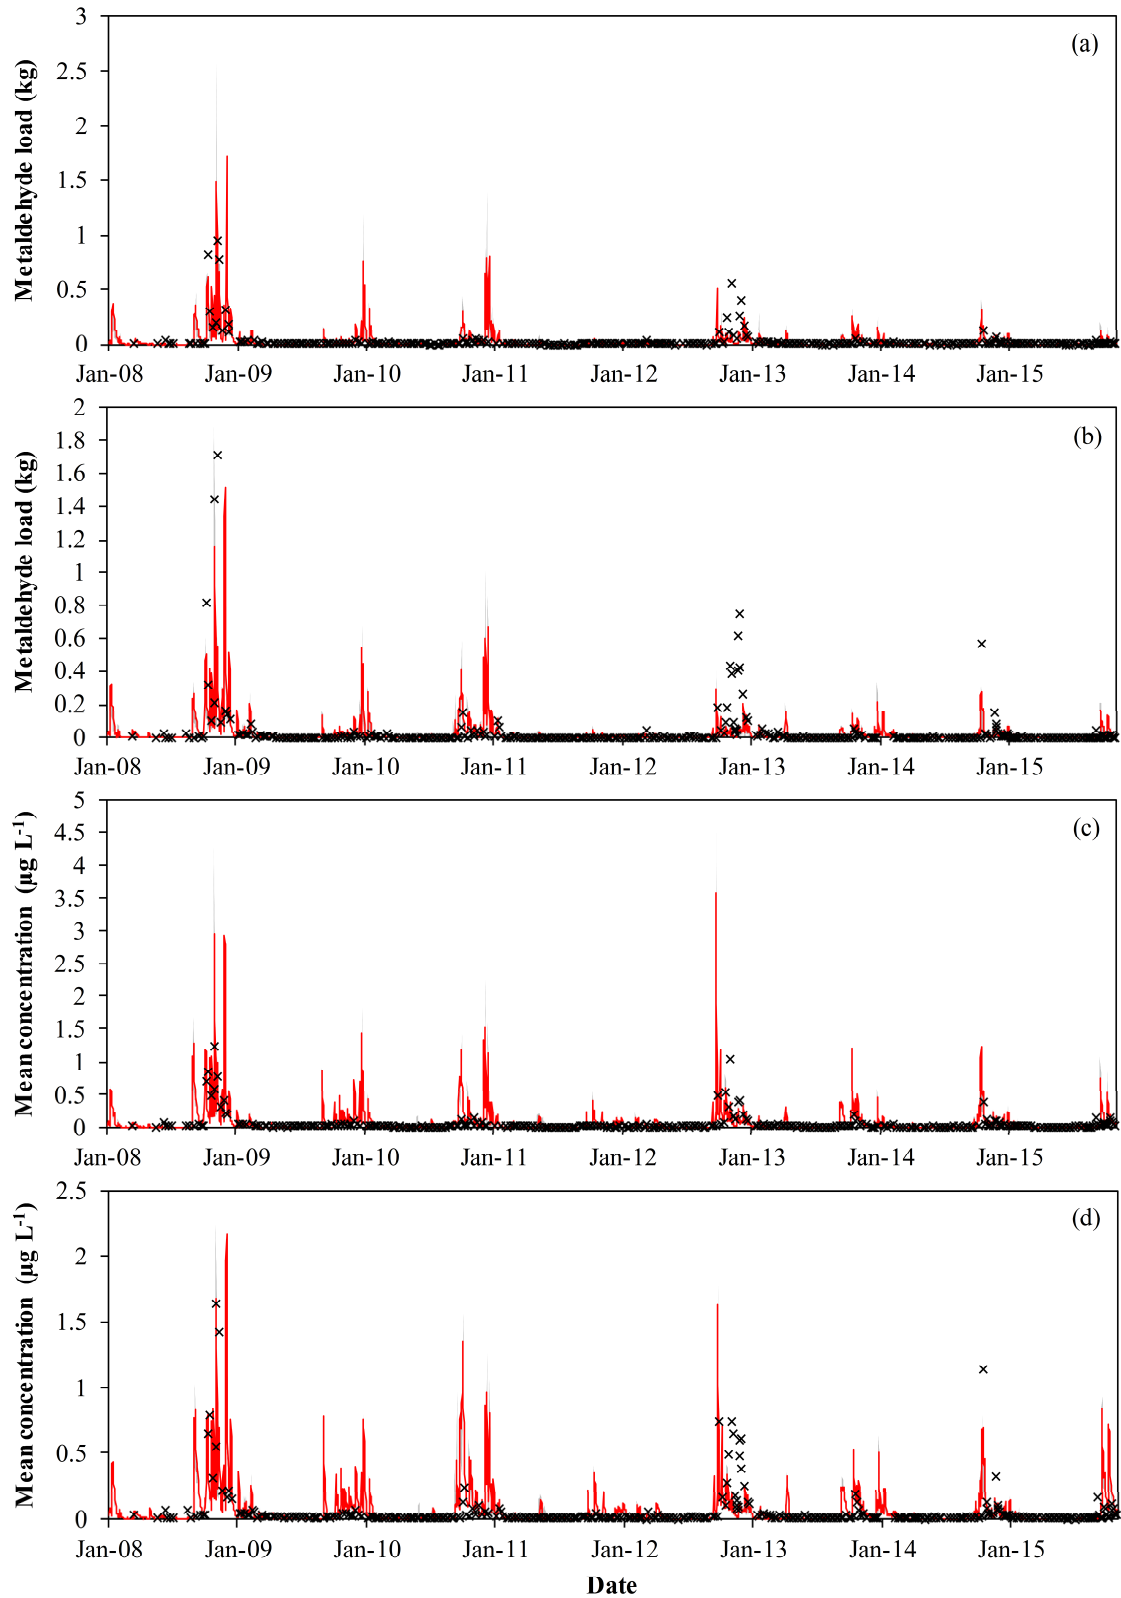 (a)
Metaldehyde load (kg)
3
2.5
2
1.5
1
0.5
0
Jan-08 Jan-09 Jan-10 Jan-11 Jan-12 Jan-13 Jan-14 Jan-15
(b)
Metaldehyde load (kg)
2
1.8
1.6
1.4
1.2
1
0.8
0.6
0.4
0.2
0
Jan-08 Jan-09 Jan-10 Jan-11 Jan-12 Jan-13 Jan-14 Jan-15
(c)
Mean concentration (µg L⁻¹)
5
4.5
4
3.5
3
2.5
2
1.5
1
0.5
0
Jan-08 Jan-09 Jan-10 Jan-11 Jan-12 Jan-13 Jan-14 Jan-15
(d)
Mean concentration (µg L⁻¹)
2.5
2
1.5
1
0.5
0
Jan-08 Jan-09 Jan-10 Jan-11 Jan-12 Jan-13 Jan-14 Jan-15
Date